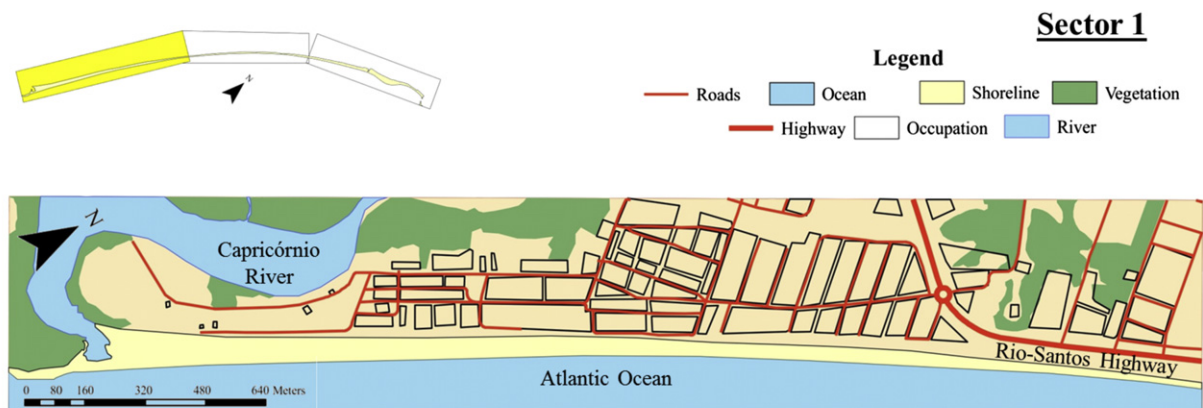 Sector 1
N
Legend
Roads
Ocean
Shoreline
Vegetation
Highway
Occupation
River
N
Capricórnio
River
Rio-Santos Highway
Atlantic Ocean
0 80 160 320 480 640 Meters